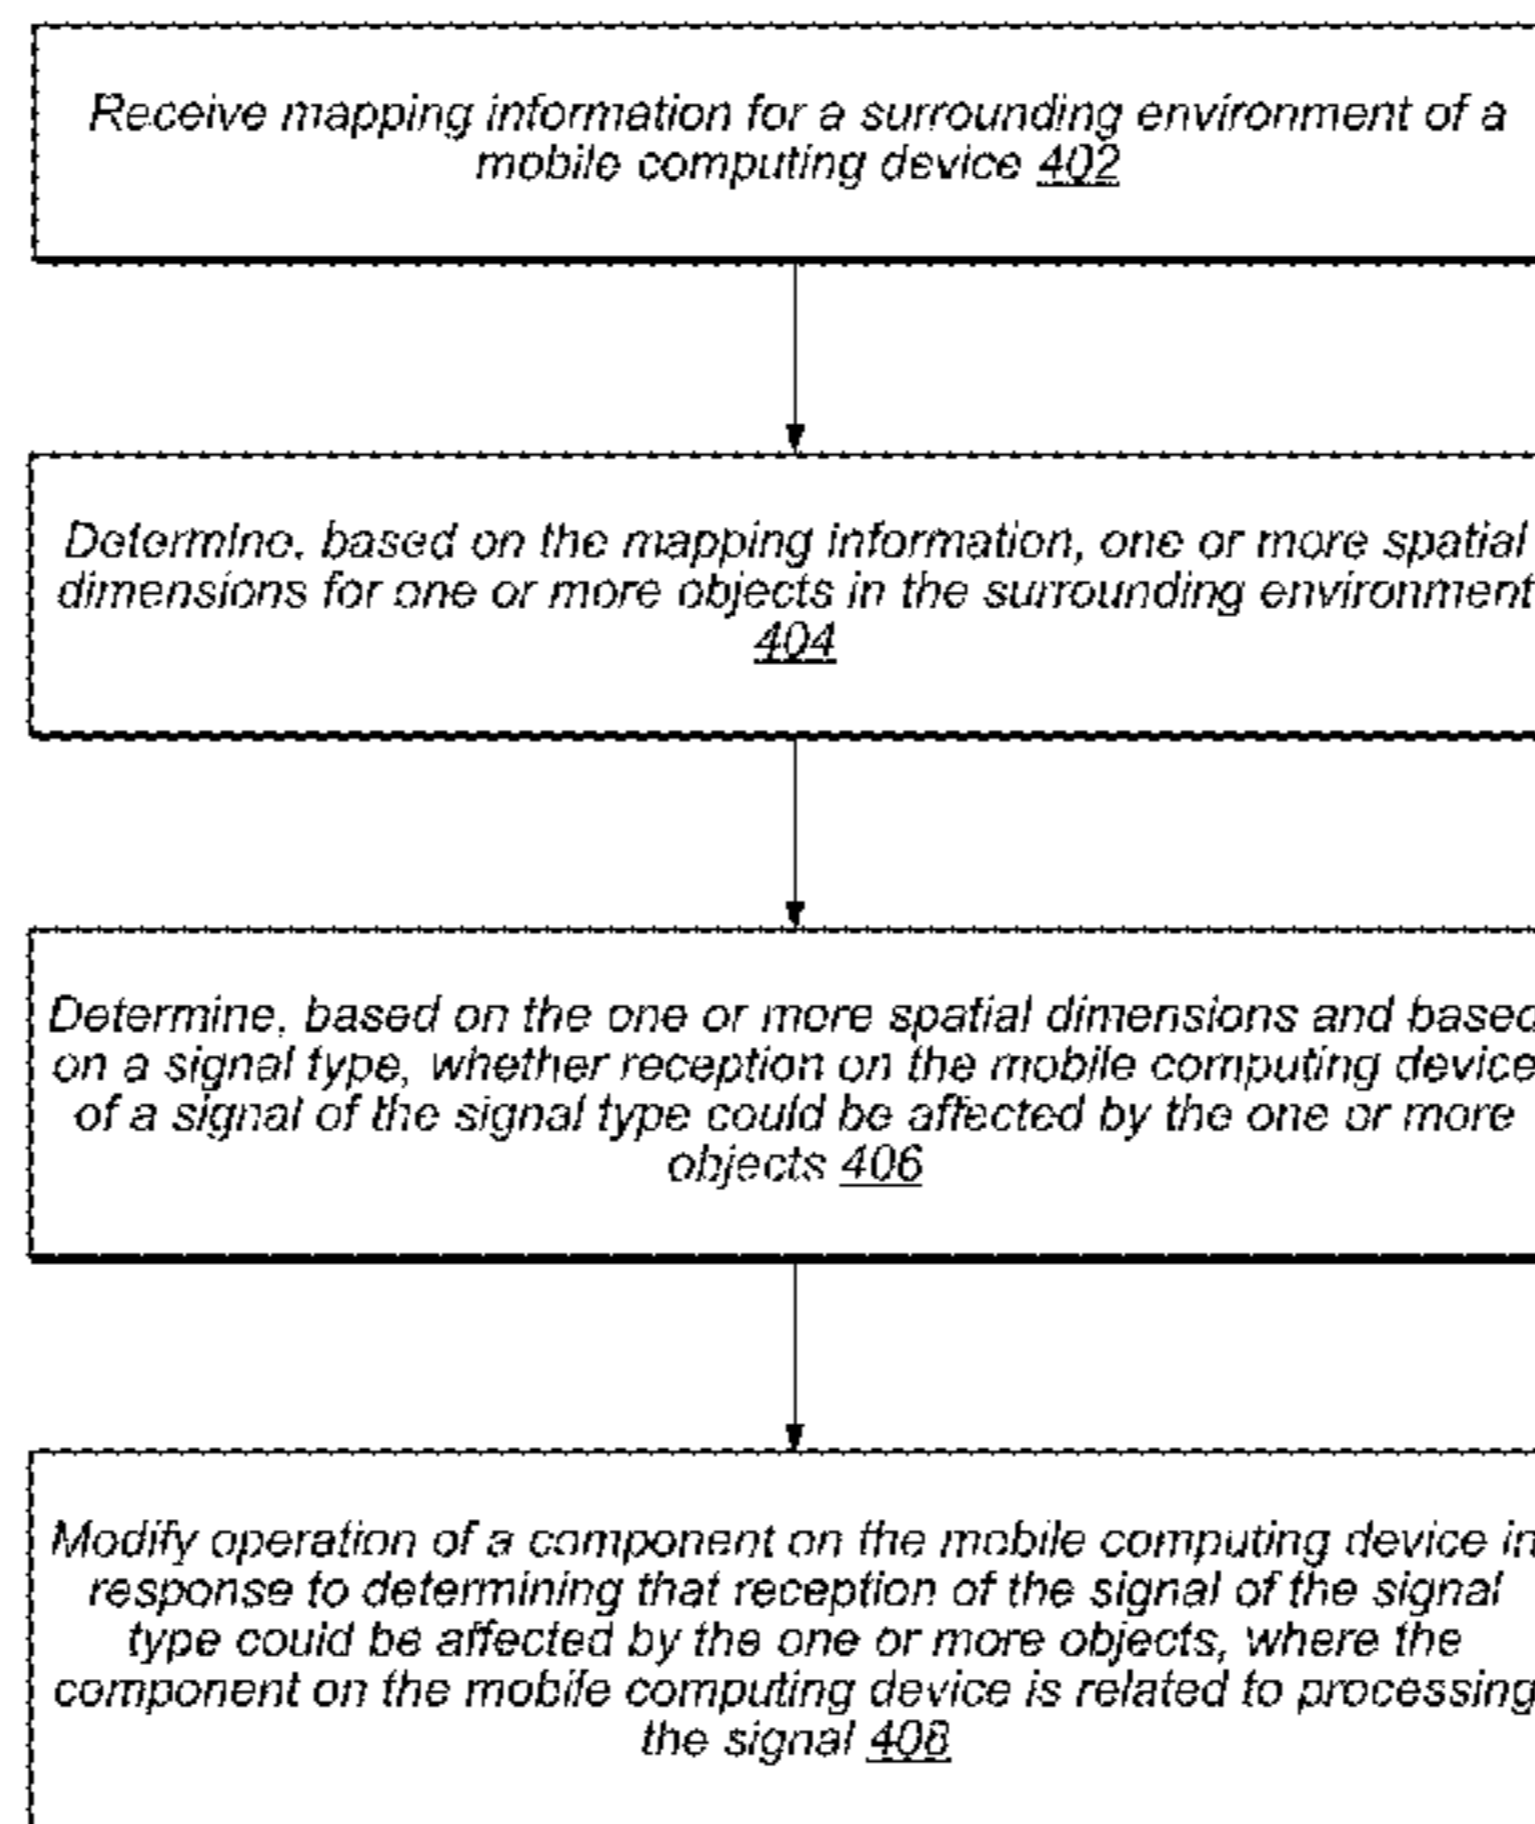 Receive mapping information for a surrounding environment of a
mobile computing device 402
Determine, based on the mapping information, one or more spatial
dimensions for one or more objects in the surrounding environment
404
Determine, based on the one or more spatial dimensions and based
on a signal type, whether reception on the mobile computing device
of a signal of the signal type could be affected by the one or more
objects 406
Modify operation of a component on the mobile computing device in
response to determining that reception of the signal of the signal
type could be affected by the one or more objects, where the
component on the mobile computing device is related to processing
the signal 408